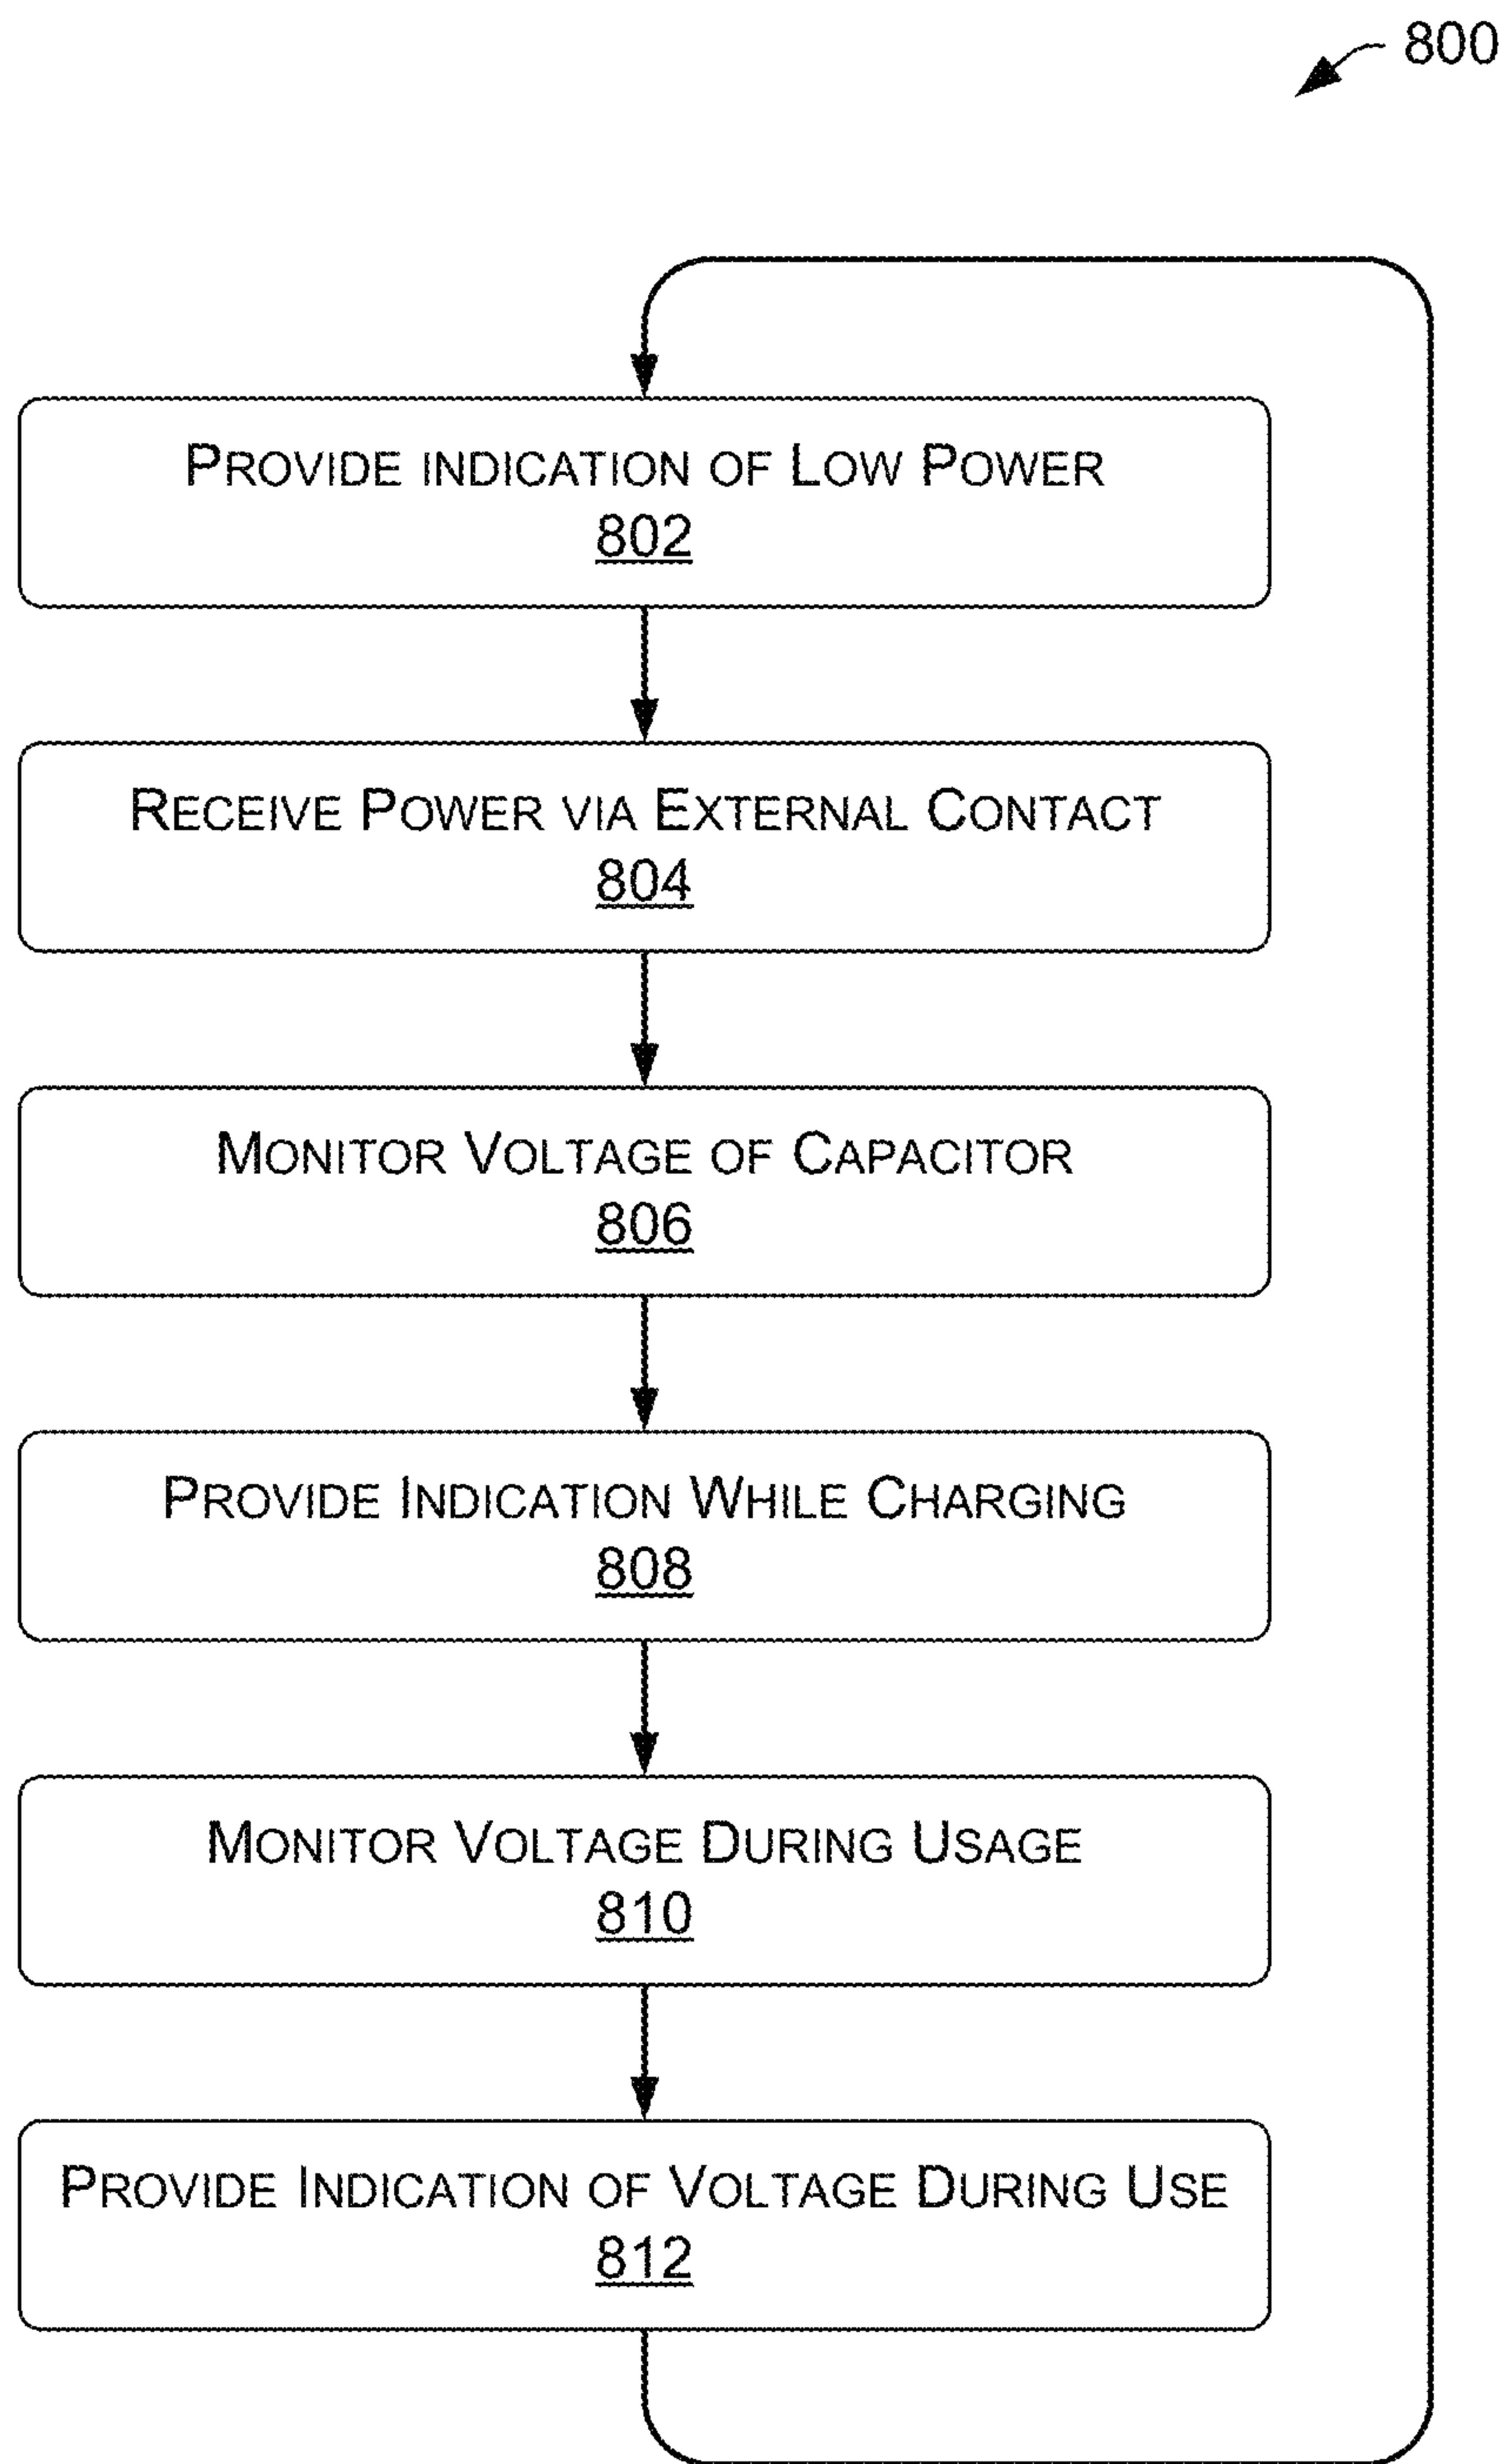 800
PROVIDE INDICATION OF LOW POWER
802
RECEIVE POWER VIA EXTERNAL CONTACT
804
MONITOR VOLTAGE OF CAPACITOR
806
PROVIDE INDICATION WHILE CHARGING
808
MONITOR VOLTAGE DURING USAGE
810
PROVIDE INDICATION OF VOLTAGE DURING USE
812